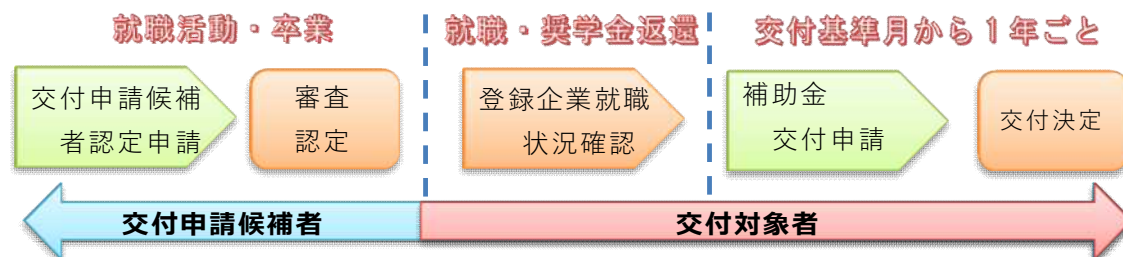 就職活動・卒業
就職・奨学金返還
交付基準月から1年ごと
交付申請候補
者認定申請
審査
認定
登録企業就職
状況確認
補助金
交付申請
交付決定
交付申請候補者
交付対象者